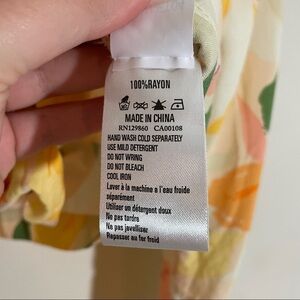 100%RAYON
MADE IN CHINA
RN129860 CA00108
HAND WASH COLD SEPARATELY
USE MILD DETERGENT
DO NOT WRING
DO NOT BLEACH
COOL IRON
Laver à la machine a l'eau froide
séparément
Utiliser un détergent doux
Ne pas tordre
Ne pas javelliser
Repasser au fer froid